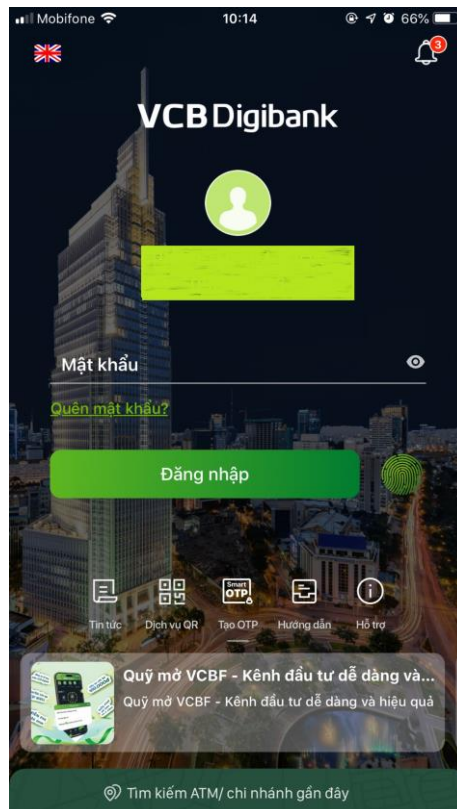 Mobifone 10:14 66%
3
VCB Digibank
Mật khẩu
Quên mật khẩu?
Đăng nhập
Smart
OTP
Tin tức Dịch vụ QR Tạo OTP Hướng dẫn Hỗ trợ
Quỹ mở VCBF - Kênh đầu tư dễ dàng và...
Quỹ mở VCBF - Kênh đầu tư dễ dàng và hiệu quả
Tìm kiếm ATM/ chi nhánh gần đây